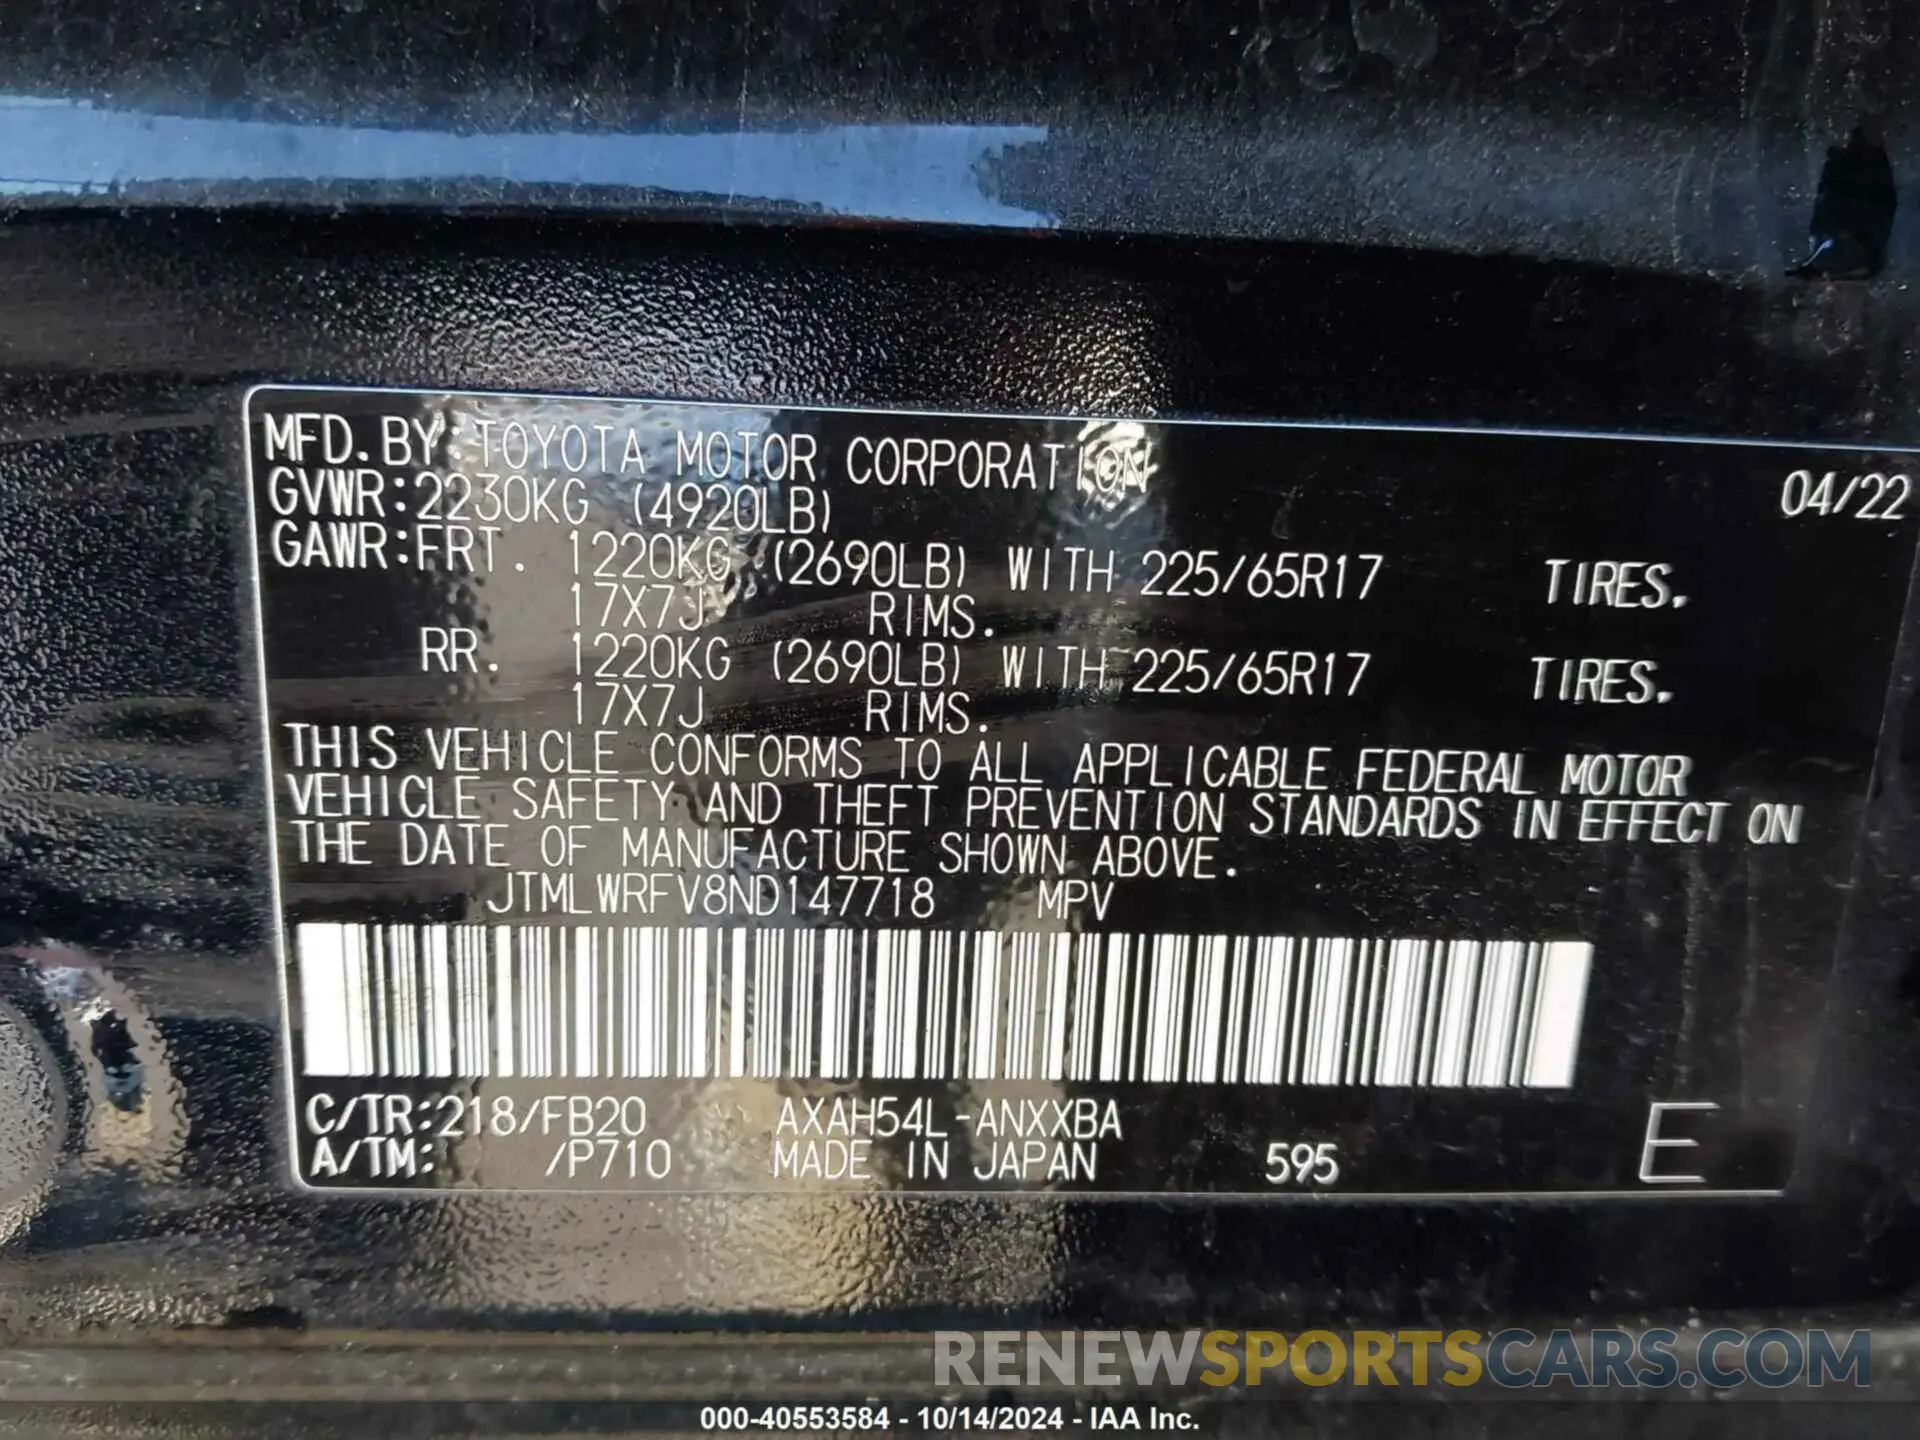 MFD.BY:TOYOTA MOTOR CORPORATION 04/22
GVWR:2230KG (4920LB)
GAWR:FRT. 1220KG (2690LB) WITH 225/65R17 TIRES.
17X7J RIMS.
RR. 1220KG (2690LB) WITH 225/65R17 TIRES.
17X7J RIMS.
THIS VEHICLE CONFORMS TO ALL APPLICABLE FEDERAL MOTOR
VEHICLE SAFETY AND THEFT PREVENTION STANDARDS IN EFFECT ON
THE DATE OF MANUFACTURE SHOWN ABOVE.
JTMLWRFV8ND147718 MPV
C/TR:218/FB20 AXAH54L-ANXXBA
A/TM: /P710 MADE IN JAPAN 595 E
RENEWSPORTSCARS.COM
000-40553584 - 10/14/2024 - IAA Inc.